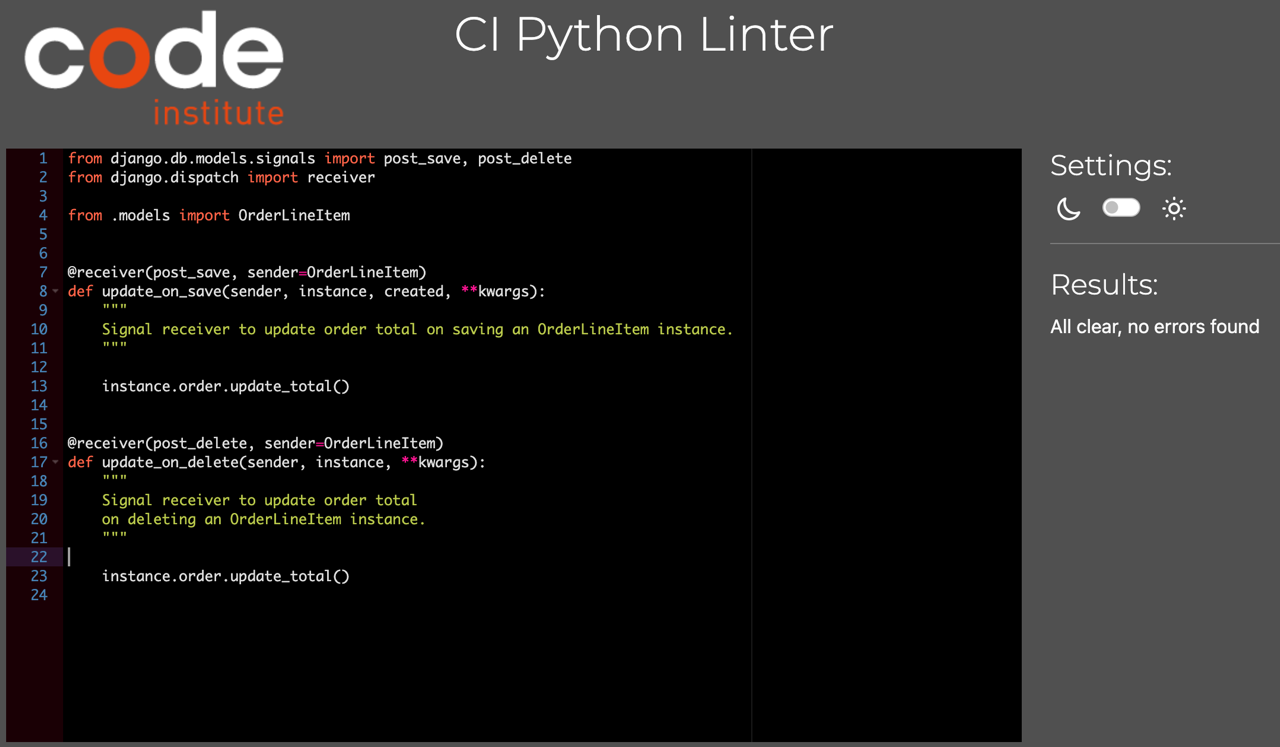 code
institute
CI Python Linter
1 from django.db.models.signals import post_save, post_delete
2 from django.dispatch import receiver
3
4 from .models import OrderLineItem
5
6
7 @receiver(post_save, sender=OrderLineItem)
8 def update_on_save(sender, instance, created, **kwargs):
9     """
10     Signal receiver to update order total on saving an OrderLineItem instance.
11     """
12
13     instance.order.update_total()
14
15
16 @receiver(post_delete, sender=OrderLineItem)
17 def update_on_delete(sender, instance, **kwargs):
18     """
19     Signal receiver to update order total
20     on deleting an OrderLineItem instance.
21     """
22
23     instance.order.update_total()
24
Settings:
Results:
All clear, no errors found